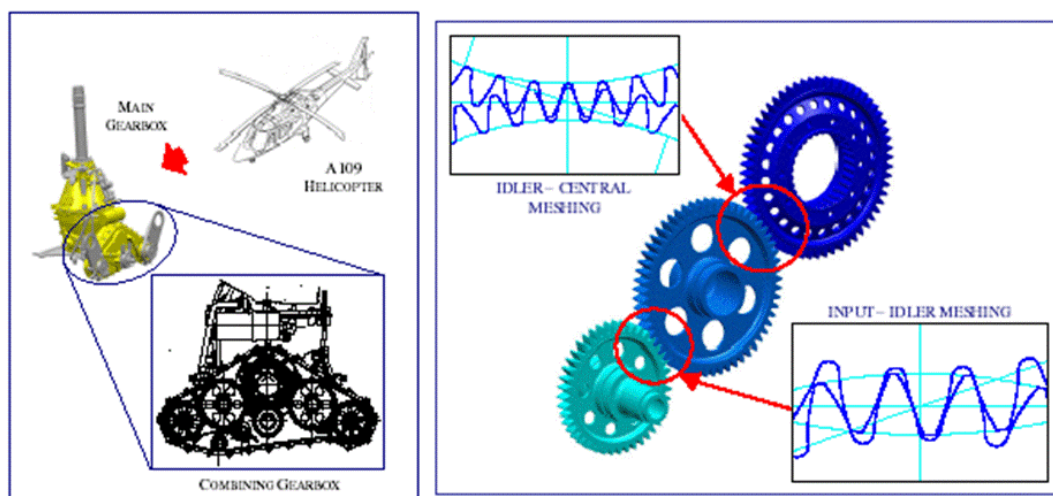 MAIN
GEARBOX
A109
HELICOPTER
COMBINING GEARBOX
IDLER – CENTRAL
MESHING
INPUT – IDLER MESHING